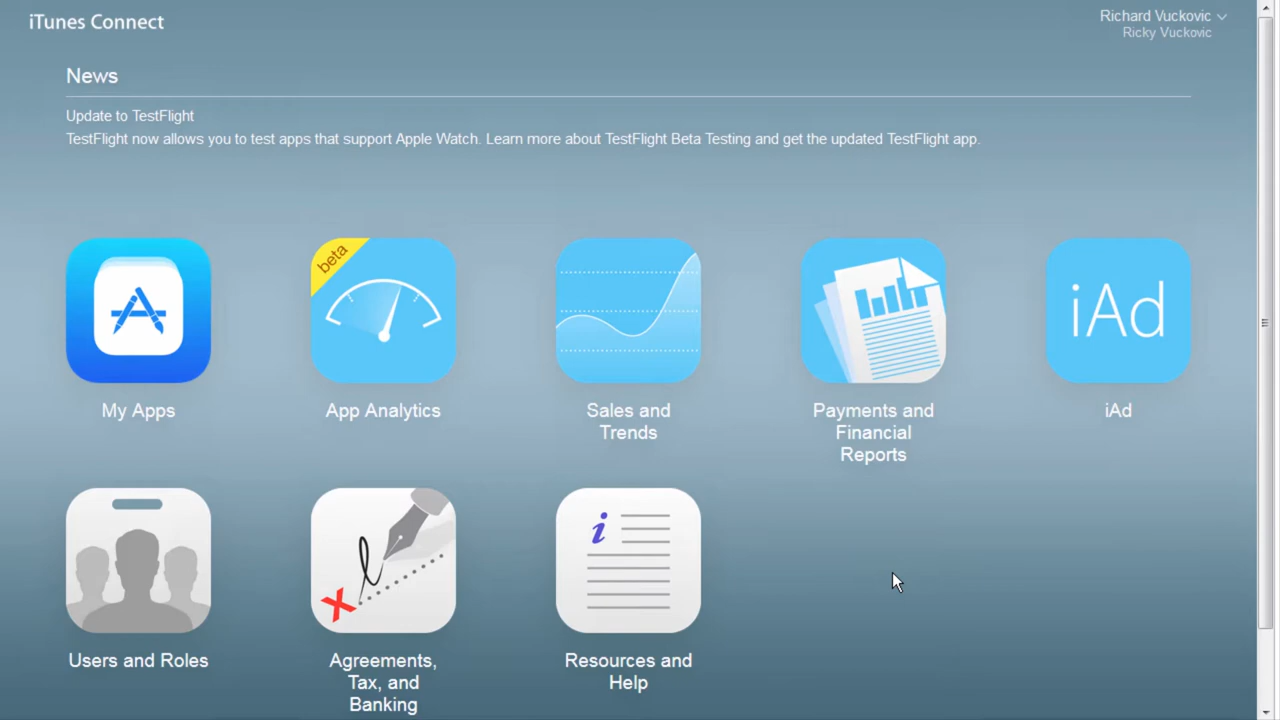 iTunes Connect
Richard Vuckovic
Ricky Vuckovic
News
Update to TestFlight
TestFlight now allows you to test apps that support Apple Watch. Learn more about TestFlight Beta Testing and get the updated TestFlight app.
beta
iAd
My Apps
App Analytics
Sales and
Trends
Payments and
Financial
Reports
iAd
i
Users and Roles
Agreements,
Tax, and
Banking
Resources and
Help